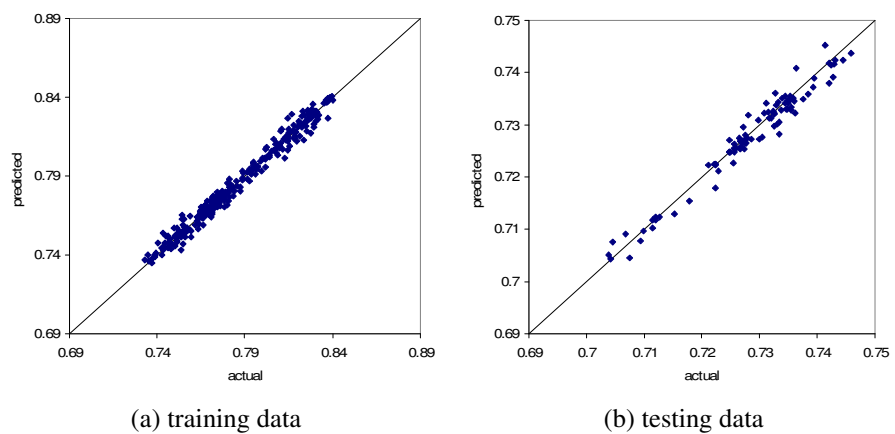 0.89
0.84
0.79
0.74
0.69
predicted
0.69 0.74 0.79 0.84 0.89
actual
(a) training data
0.75
0.74
0.73
0.72
0.71
0.7
0.69
predicted
0.69 0.7 0.71 0.72 0.73 0.74 0.75
actual
(b) testing data